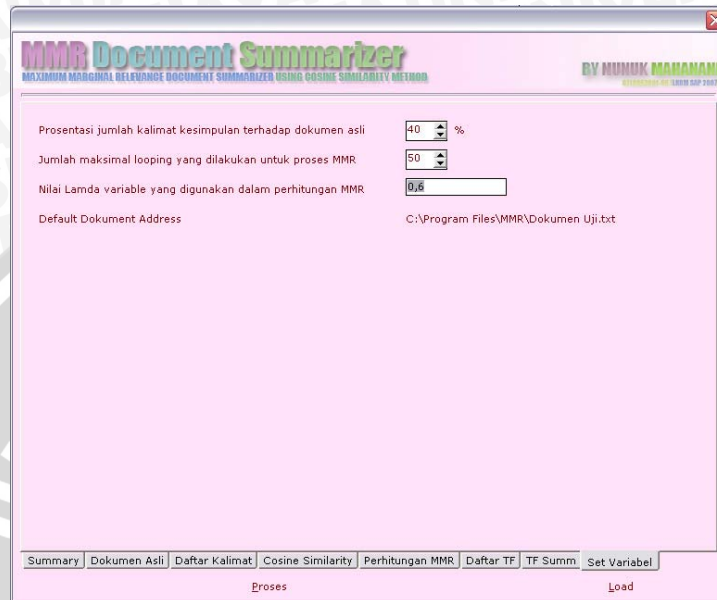 MMR Document Summarizer
MAXIMUM MARGINAL RELEVANCE DOCUMENT SUMMARIZER USING COSINE SIMILARITY METHOD
BY NUNUK MAHANANI
Prosentasi jumlah kalimat kesimpulan terhadap dokumen asli 40 %
Jumlah maksimal looping yang dilakukan untuk proses MMR 50
Nilai Lamda variable yang digunakan dalam perhitungan MMR 0,6
Default Dokument Address C:\Program Files\MMR\Dokumen Uji.txt
Summary Dokumen Asli Daftar Kalimat Cosine Similarity Perhitungan MMR Daftar TF TF Summ Set Variabel
Proses Load